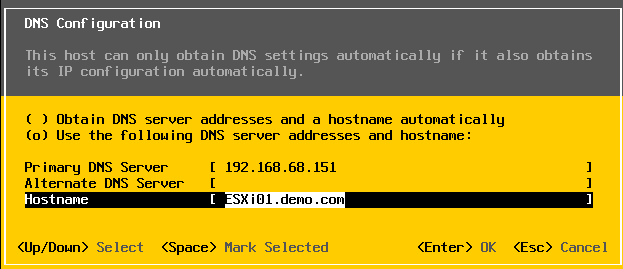 DNS Configuration
This host can only obtain DNS settings automatically if it also obtains
its IP configuration automatically.
( ) Obtain DNS server addresses and a hostname automatically
(o) Use the following DNS server addresses and hostname:
Primary DNS Server [ 192.168.68.151 ]
Alternate DNS Server [ ]
Hostname [ ESXi01.demo.com ]
<Up/Down> Select <Space> Mark Selected <Enter> OK <Esc> Cancel